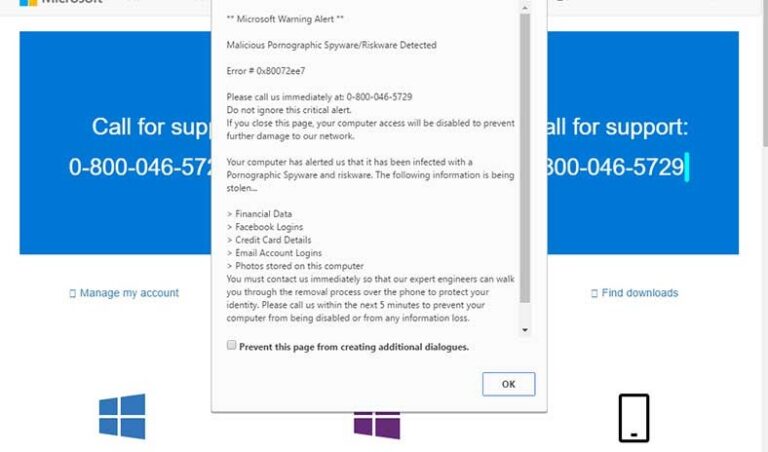 Microsoft
** Microsoft Warning Alert **
Malicious Pornographic Spyware/Riskware Detected
Error # 0x80072ee7
Please call us immediately at: 0-800-046-5729
Do not ignore this critical alert.
If you close this page, your computer access will be disabled to prevent
further damage to our network.
Your computer has alerted us that it has been infected with a
Pornographic Spyware and riskware. The following information is being
stolen...
> Financial Data
> Facebook Logins
> Credit Card Details
> Email Account Logins
> Photos stored on this computer
You must contact us immediately so that our expert engineers can walk
you through the removal process over the phone to protect your
identity. Please call us within the next 5 minutes to prevent your
computer from being disabled or from any information loss.
Prevent this page from creating additional dialogues.
OK
Call for sup
0-800-046-57
all for support:
800-046-5729
Manage my account
Find downloads